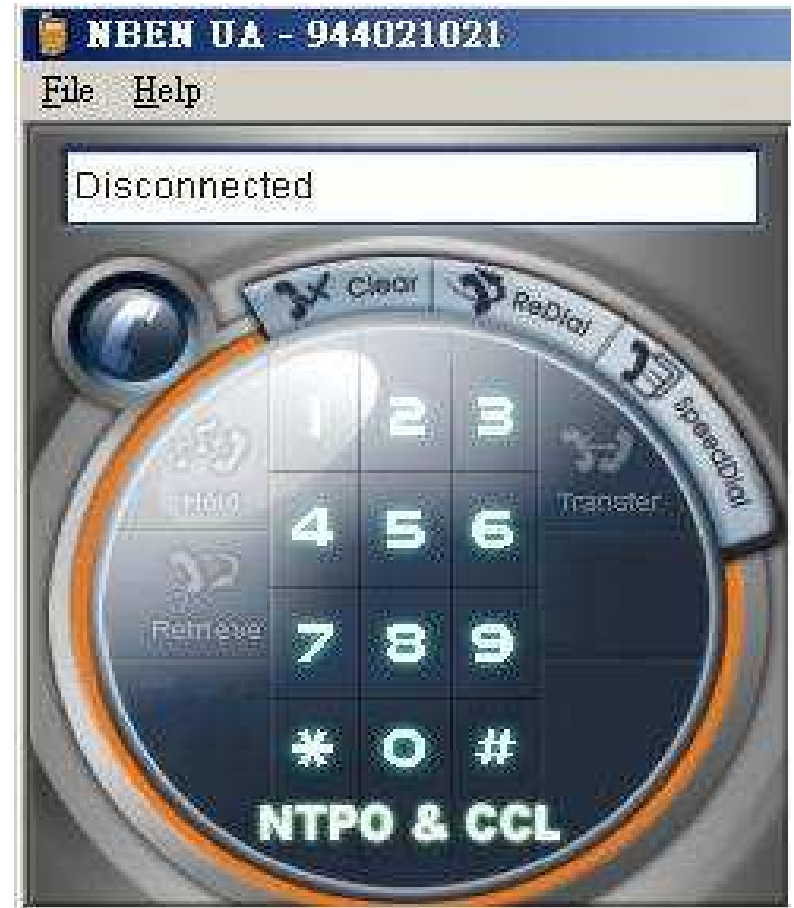 NBEN UA - 944021021
File Help
Disconnected
Clear ReDial SpeedDial
1 2 3
Hold Transfer
4 5 6
Retrieve
7 8 9
* 0 #
NTPO & CCL